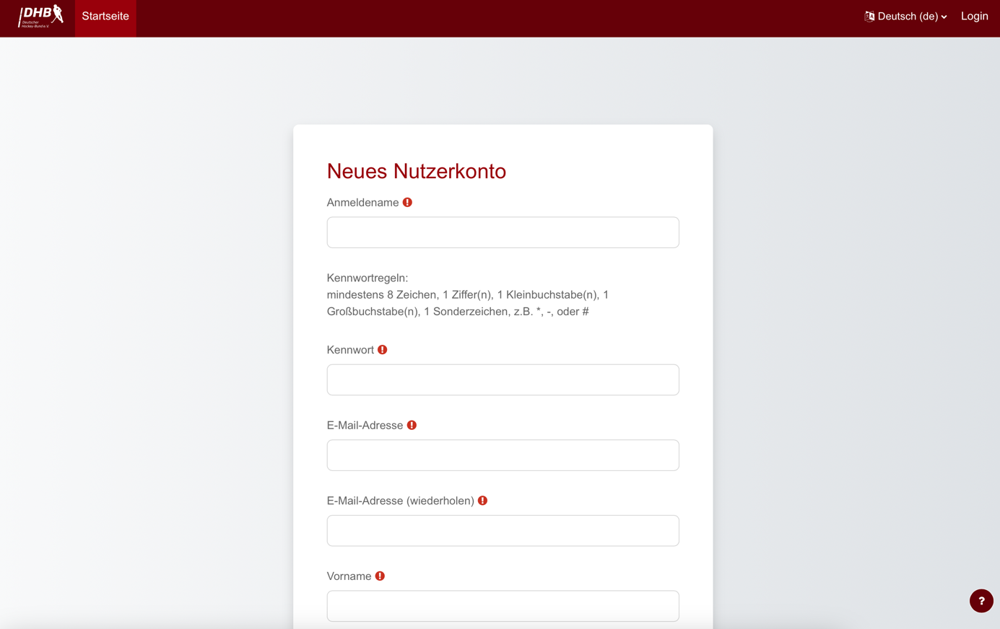 DHB
Deutscher
Hockey-Bund e.V.
Startseite
Deutsch (de)
Login
Neues Nutzerkonto
Anmeldename
Kennwortregeln:
mindestens 8 Zeichen, 1 Ziffer(n), 1 Kleinbuchstabe(n), 1
Großbuchstabe(n), 1 Sonderzeichen, z.B. *, -, oder #
Kennwort
E-Mail-Adresse
E-Mail-Adresse (wiederholen)
Vorname
?